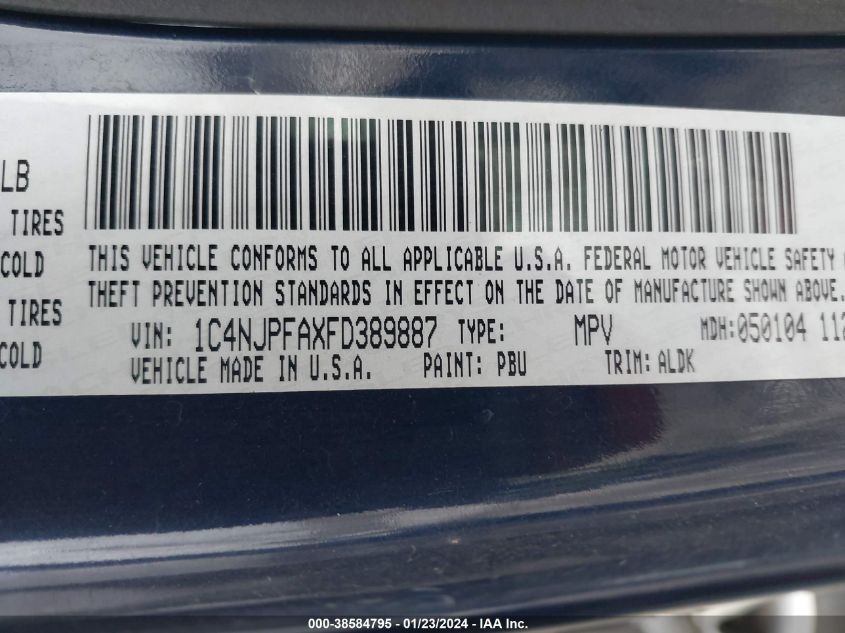 LB
TIRES
COLD
THIS VEHICLE CONFORMS TO ALL APPLICABLE U.S.A. FEDERAL MOTOR VEHICLE SAFETY
THEFT PREVENTION STANDARDS IN EFFECT ON THE DATE OF MANUFACTURE SHOWN ABOVE.
TIRES
VIN: 1C4NJPFAXFD389887 TYPE: MPV MDH:050104 112
COLD
VEHICLE MADE IN U.S.A. PAINT: PBU TRIM: ALDK
000-38584795 - 01/23/2024 - IAA Inc.